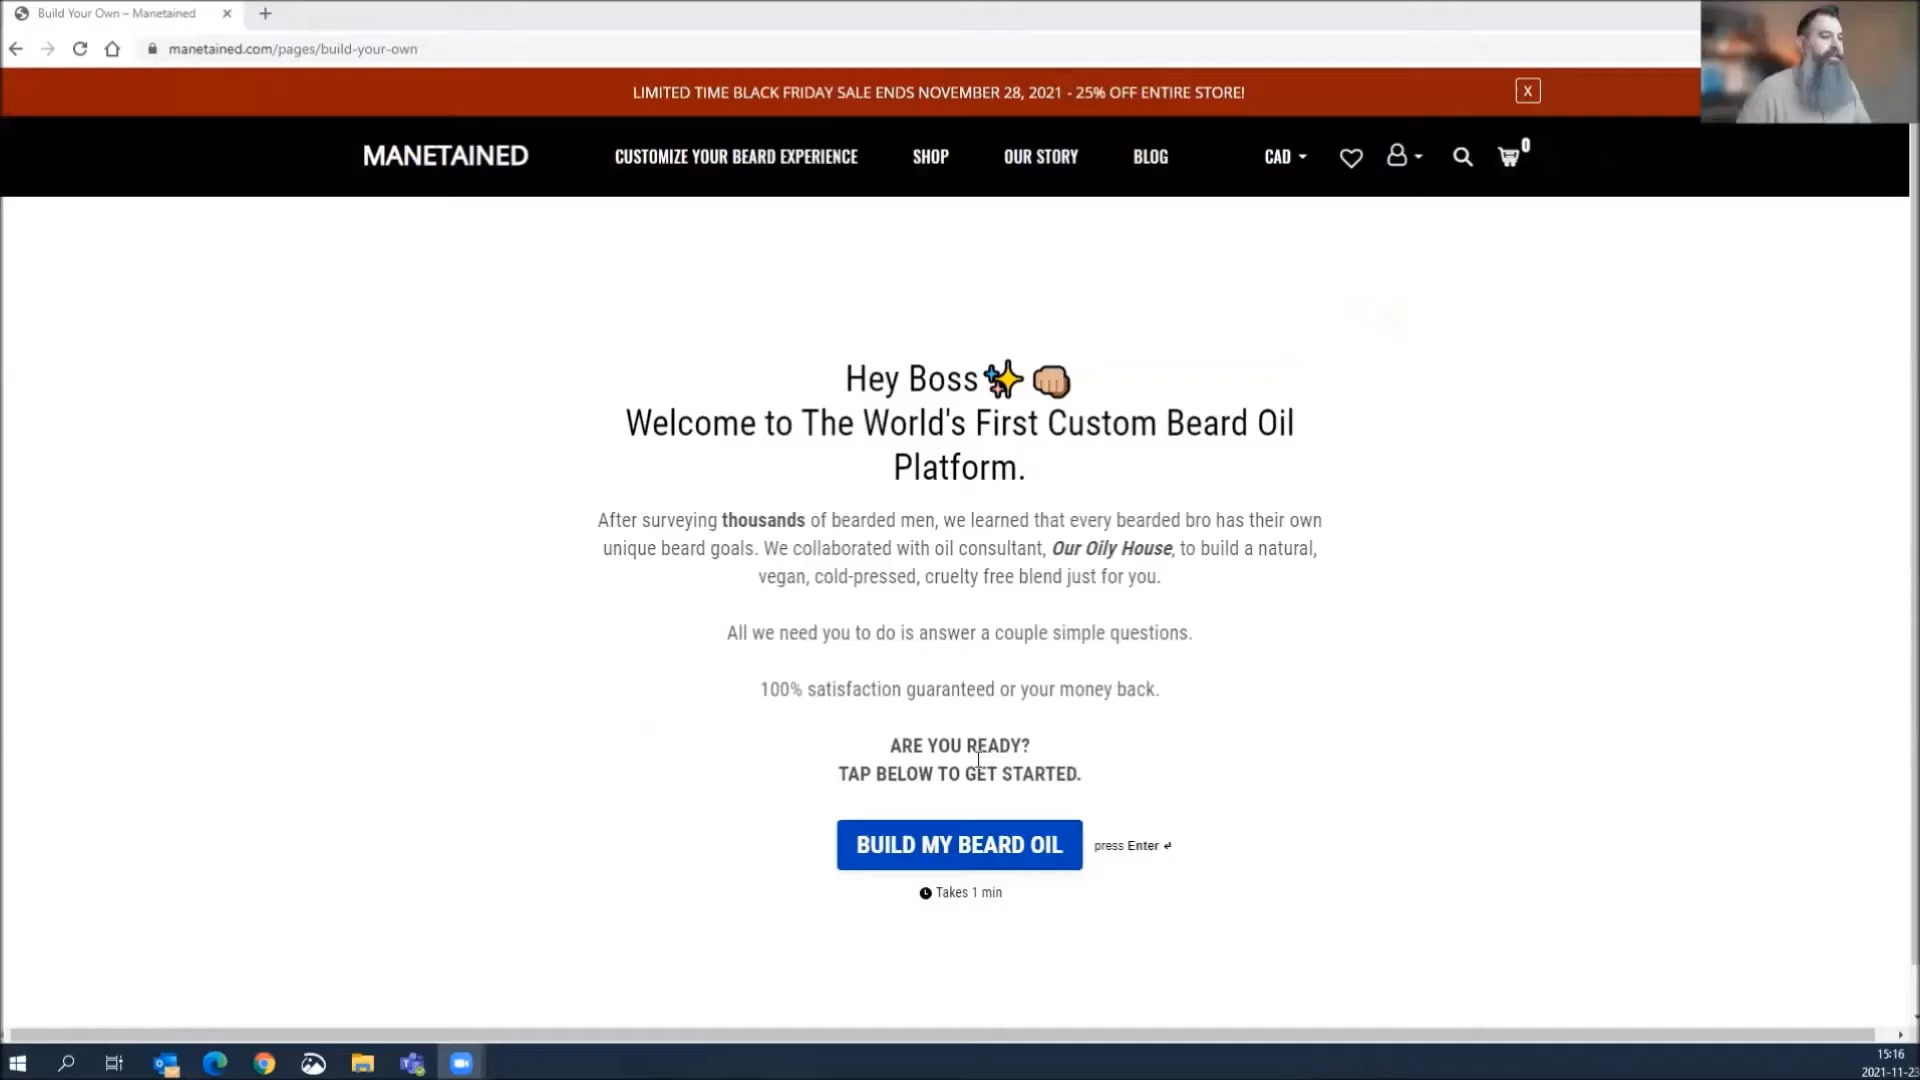 Build Your Own – Manetained
manetained.com/pages/build-your-own
LIMITED TIME BLACK FRIDAY SALE ENDS NOVEMBER 28, 2021 - 25% OFF ENTIRE STORE!
X
MANETAINED
CUSTOMIZE YOUR BEARD EXPERIENCE
SHOP
OUR STORY
BLOG
CAD
0
Hey Boss✨👊🏼
Welcome to The World's First Custom Beard Oil
Platform.
After surveying thousands of bearded men, we learned that every bearded bro has their own
unique beard goals. We collaborated with oil consultant, Our Oily House, to build a natural,
vegan, cold-pressed, cruelty free blend just for you.
All we need you to do is answer a couple simple questions.
100% satisfaction guaranteed or your money back.
ARE YOU READY?
TAP BELOW TO GET STARTED.
BUILD MY BEARD OIL
press Enter ↵
Takes 1 min
15:16
2021-11-23